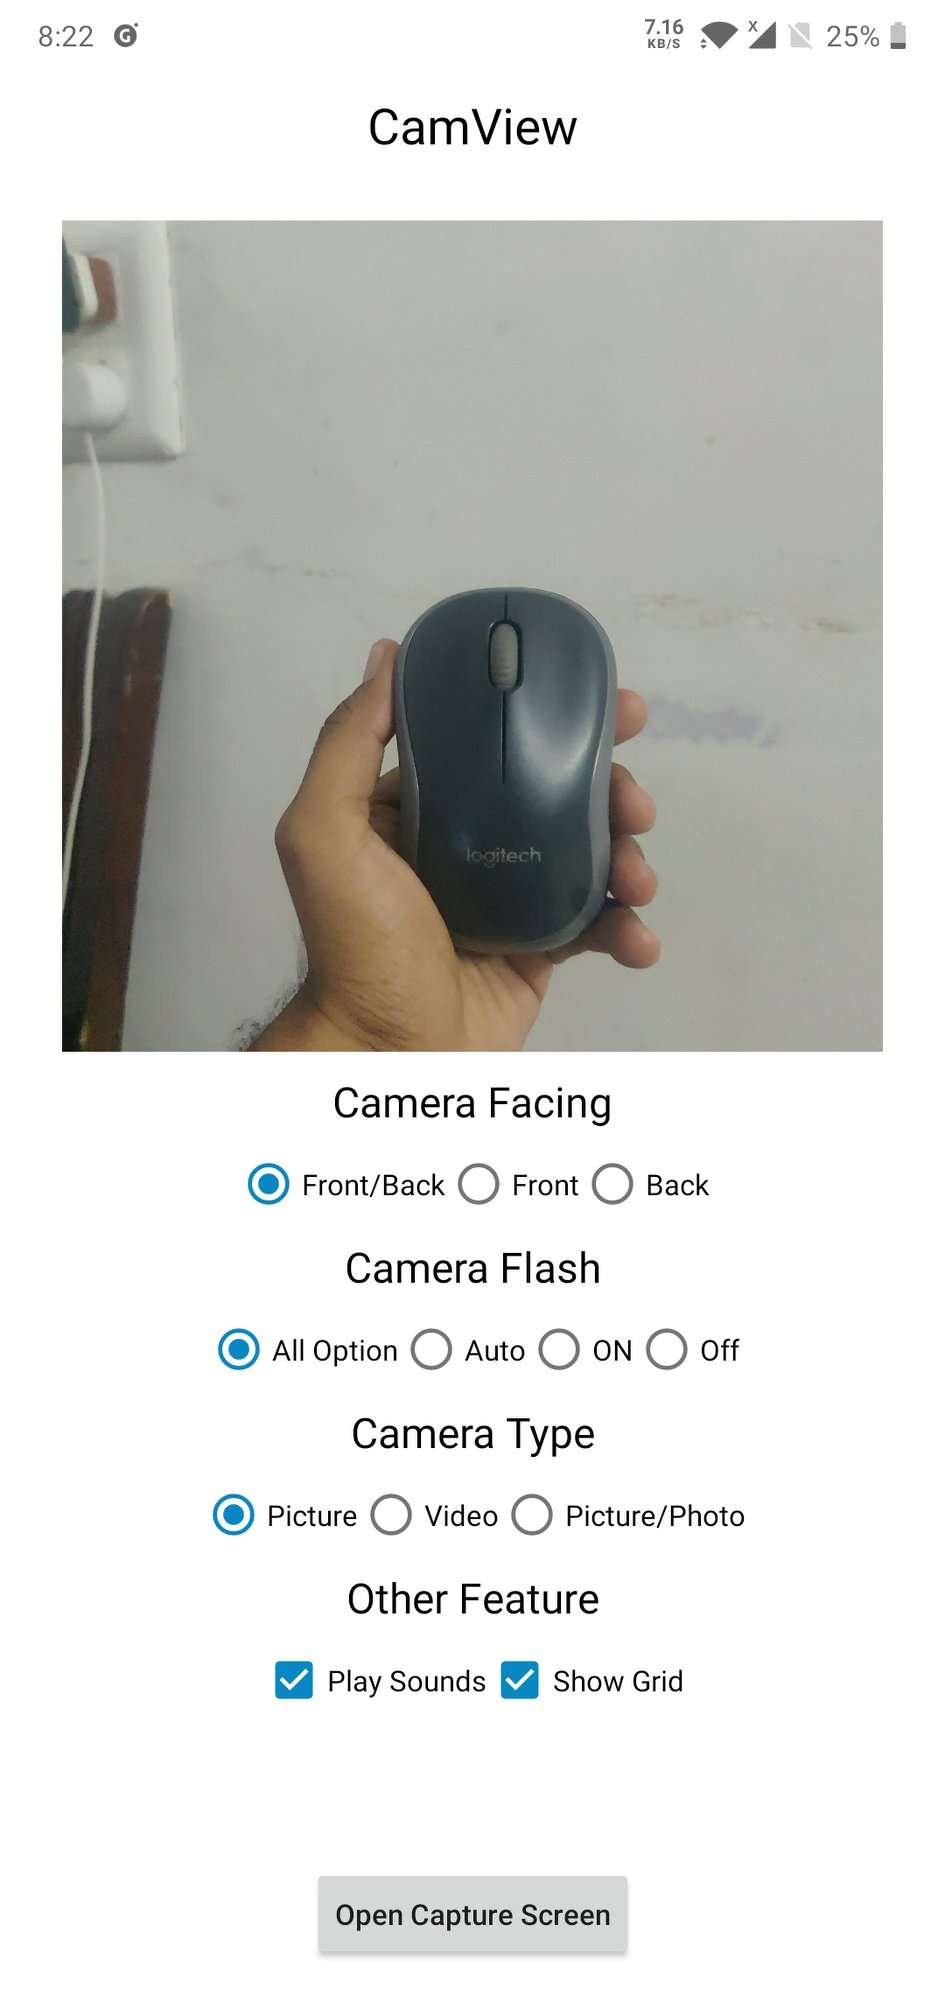 8:22 G 7.16 KB/S X 25%
CamView
logitech
Camera Facing
Front/Back Front Back
Camera Flash
All Option Auto ON Off
Camera Type
Picture Video Picture/Photo
Other Feature
Play Sounds Show Grid
Open Capture Screen